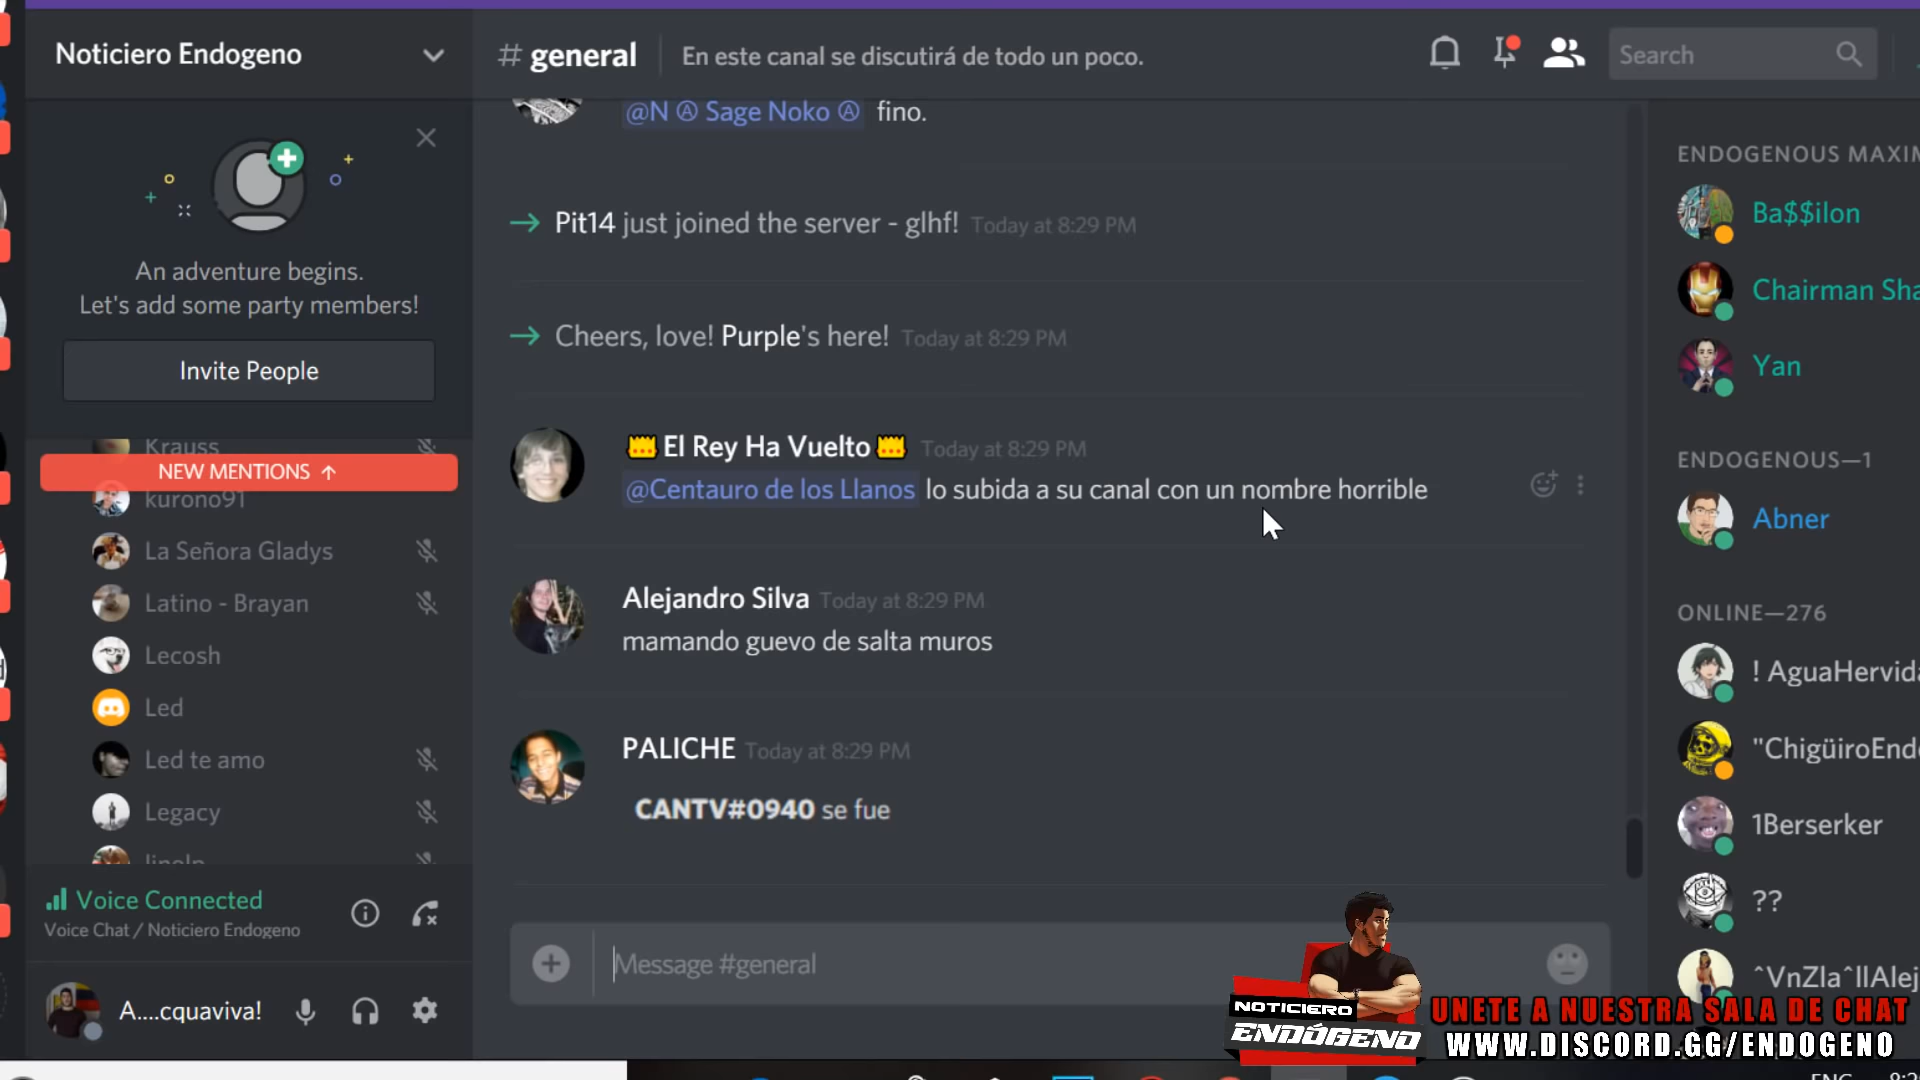 Noticiero Endogeno
# general
En este canal se discutirá de todo un poco.
Search
An adventure begins.
Let's add some party members!
Invite People
Krauss
NEW MENTIONS ↑
kurono91
La Señora Gladys
Latino - Brayan
Lecosh
Led
Led te amo
Legacy
Voice Connected
Voice Chat / Noticiero Endogeno
A....cquaviva!
@N Ⓐ Sage Noko Ⓐ fino.
→ Pit14 just joined the server - glhf! Today at 8:29 PM
→ Cheers, love! Purple's here! Today at 8:29 PM
El Rey Ha Vuelto Today at 8:29 PM
@Centauro de los Llanos lo subida a su canal con un nombre horrible
Alejandro Silva Today at 8:29 PM
mamando guevo de salta muros
PALICHE Today at 8:29 PM
CANTV#0940 se fue
Message #general
ENDOGENOUS MAXIM
Ba$$ilon
Chairman Sha
Yan
ENDOGENOUS—1
Abner
ONLINE—276
! AguaHervida
"ChigüiroEndo
1Berserker
??
^VnZla^llAlej
NOTICIERO
ENDÓGENO
UNETE A NUESTRA SALA DE CHAT
WWW.DISCORD.GG/ENDOGENO